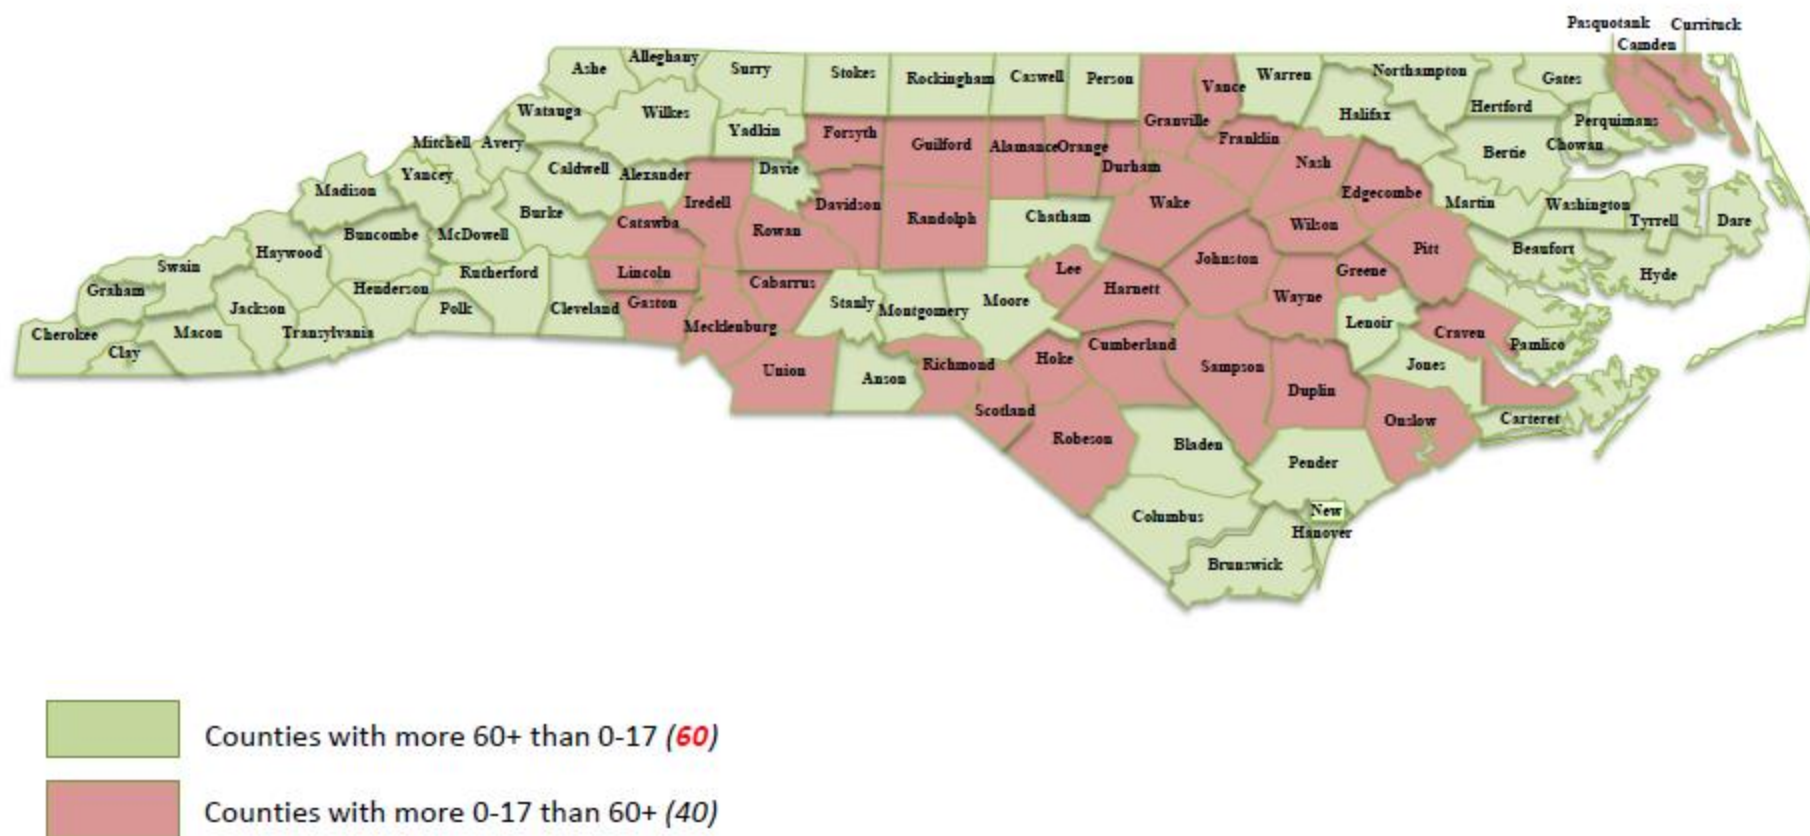 Pasquotank Currituck
Camden
Ashe Alleghany Surry Stokes Rockingham Caswell Person Vance Warren Northampton Gates
Watauga Wilkes Yadkin Forsyth Guilford Alamance Orange Durham Granville Franklin Halifax Hertford Perquimans
Mitchell Avery Caldwell Alexander Davie Nash Bertie Chowan
Madison Yancey Burke Catawba Iredell Davidson Randolph Chatham Wake Edgecombe Martin Washington Tyrrell Dare
Buncombe McDowell Rowan Wilson Pitt Beaufort
Swain Haywood Rutherford Lincoln Cabarrus Lee Johnston Greene Hyde
Graham Jackson Henderson Polk Cleveland Gaston Stanly Montgomery Moore Harnett Wayne
Cherokee Clay Macon Transylvania Mecklenburg Cumberland Lenoir Craven Pamlico
Union Anson Richmond Hoke Sampson Duplin Jones
Scotland Robeson Bladen Onslow Carteret
Pender
Columbus New
Hanover
Brunswick
Counties with more 60+ than 0-17 (60)
Counties with more 0-17 than 60+ (40)